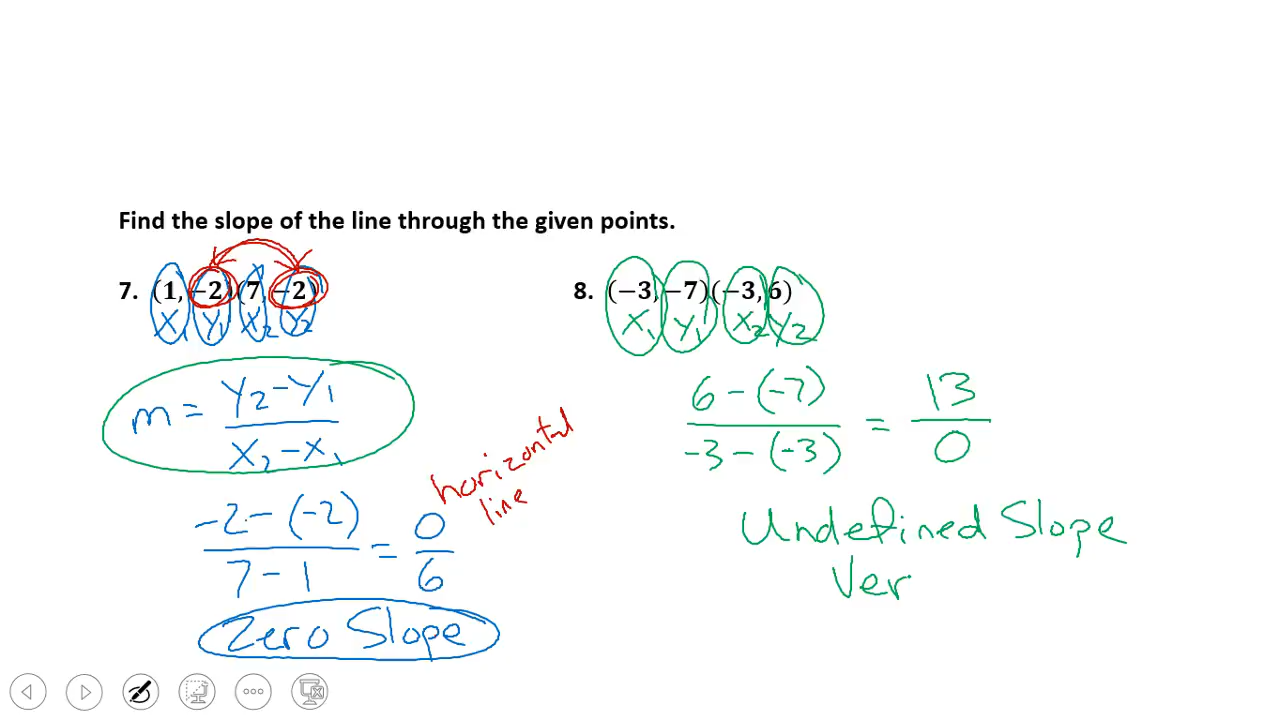 Find the slope of the line through the given points.
7. (1, −2)(7, −2)
X₁ Y₁ X₂ Y₂
m = Y₂ − Y₁ / X₂ − X₁
horizontal
line
-2 - (-2) / 7 - 1 = 0 / 6
Zero Slope
8. (−3, −7)(−3, 6)
X₁ Y₁ X₂ Y₂
6 - (-7) / -3 - (-3) = 13 / 0
Undefined Slope
Ver